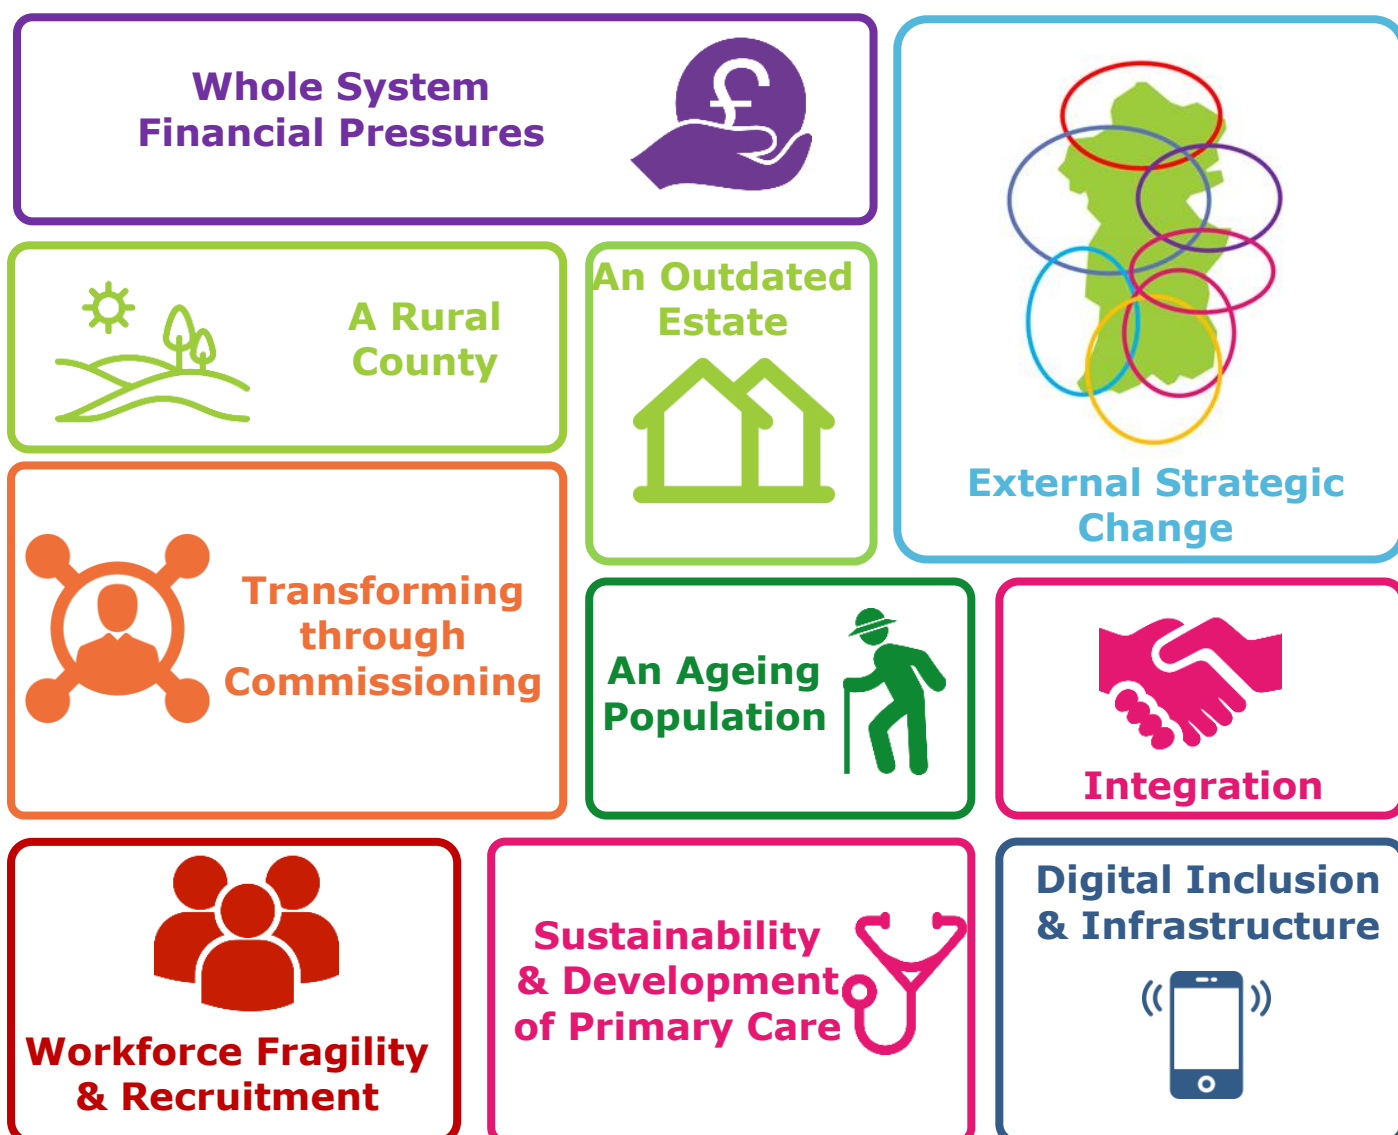 Whole System
Financial Pressures
£
A Rural
County
An Outdated
Estate
External Strategic
Change
Transforming
through
Commissioning
An Ageing
Population
Integration
Workforce Fragility
& Recruitment
Sustainability
& Development
of Primary Care
Digital Inclusion
& Infrastructure